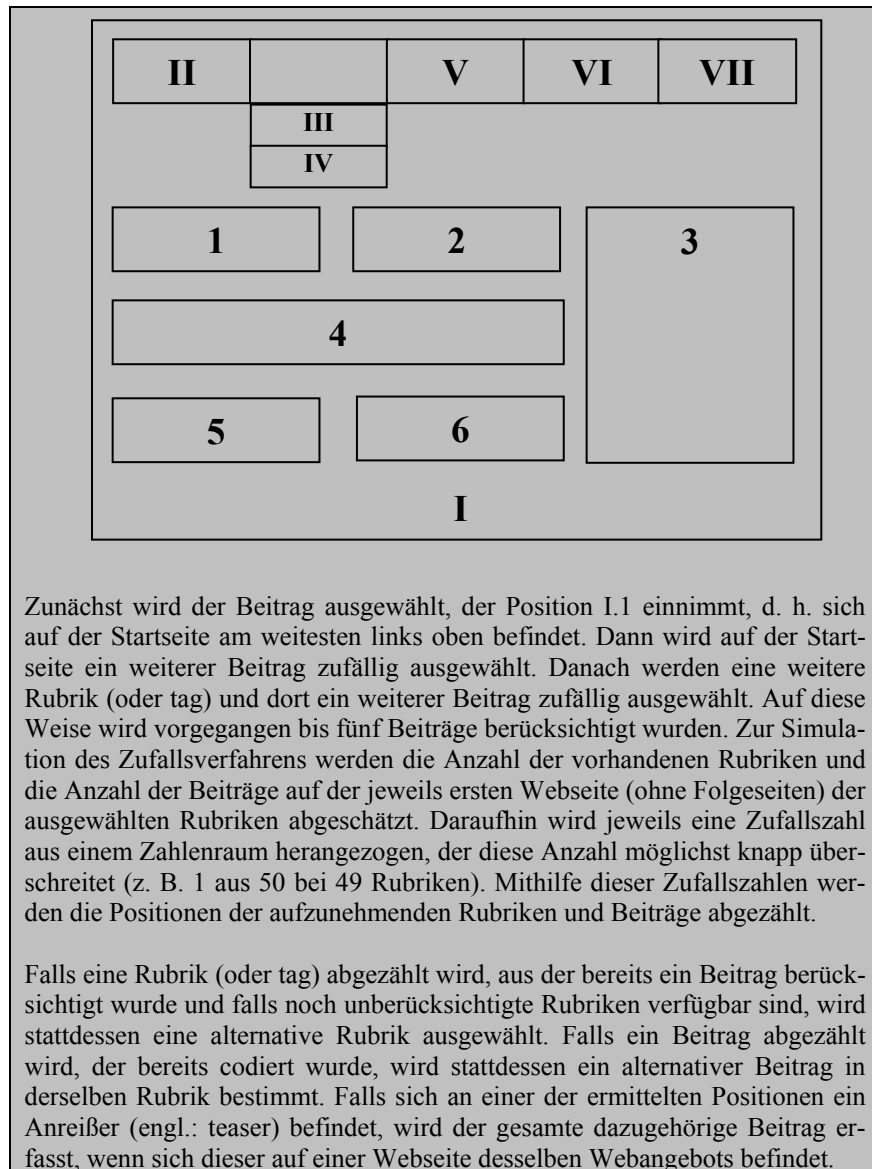 II V VI VII
III
IV
1 2 3
4
5 6
I
Zunächst wird der Beitrag ausgewählt, der Position I.1 einnimmt, d. h. sich
auf der Startseite am weitesten links oben befindet. Dann wird auf der Start-
seite ein weiterer Beitrag zufällig ausgewählt. Danach werden eine weitere
Rubrik (oder tag) und dort ein weiterer Beitrag zufällig ausgewählt. Auf diese
Weise wird vorgegangen bis fünf Beiträge berücksichtigt wurden. Zur Simula-
tion des Zufallsverfahrens werden die Anzahl der vorhandenen Rubriken und
die Anzahl der Beiträge auf der jeweils ersten Webseite (ohne Folgeseiten) der
ausgewählten Rubriken abgeschätzt. Daraufhin wird jeweils eine Zufallszahl
aus einem Zahlenraum herangezogen, der diese Anzahl möglichst knapp über-
schreitet (z. B. 1 aus 50 bei 49 Rubriken). Mithilfe dieser Zufallszahlen wer-
den die Positionen der aufzunehmenden Rubriken und Beiträge abgezählt.
Falls eine Rubrik (oder tag) abgezählt wird, aus der bereits ein Beitrag berück-
sichtigt wurde und falls noch unberücksichtigte Rubriken verfügbar sind, wird
stattdessen eine alternative Rubrik ausgewählt. Falls ein Beitrag abgezählt
wird, der bereits codiert wurde, wird stattdessen ein alternativer Beitrag in
derselben Rubrik bestimmt. Falls sich an einer der ermittelten Positionen ein
Anreißer (engl.: teaser) befindet, wird der gesamte dazugehörige Beitrag er-
fasst, wenn sich dieser auf einer Webseite desselben Webangebots befindet.